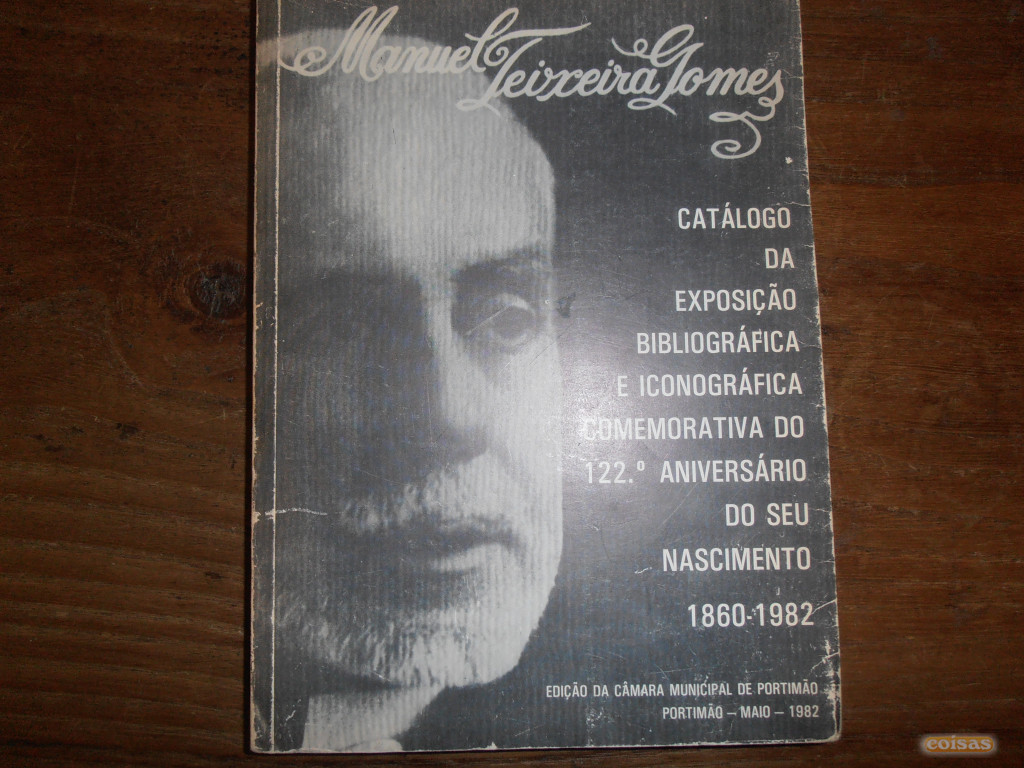 Manuel Teixeira Gomes
CATÁLOGO
DA
EXPOSIÇÃO
BIBLIOGRÁFICA
E ICONOGRÁFICA
COMEMORATIVA DO
122.º ANIVERSÁRIO
DO SEU
NASCIMENTO
1860-1982
EDIÇÃO DA CÂMARA MUNICIPAL DE PORTIMÃO
PORTIMÃO – MAIO – 1982
coisas